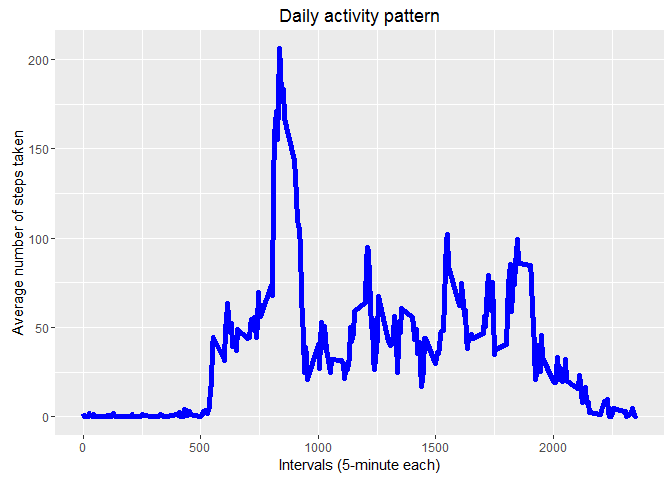 Daily activity pattern
Average number of steps taken
200
150
100
50
0
0 500 1000 1500 2000
Intervals (5-minute each)